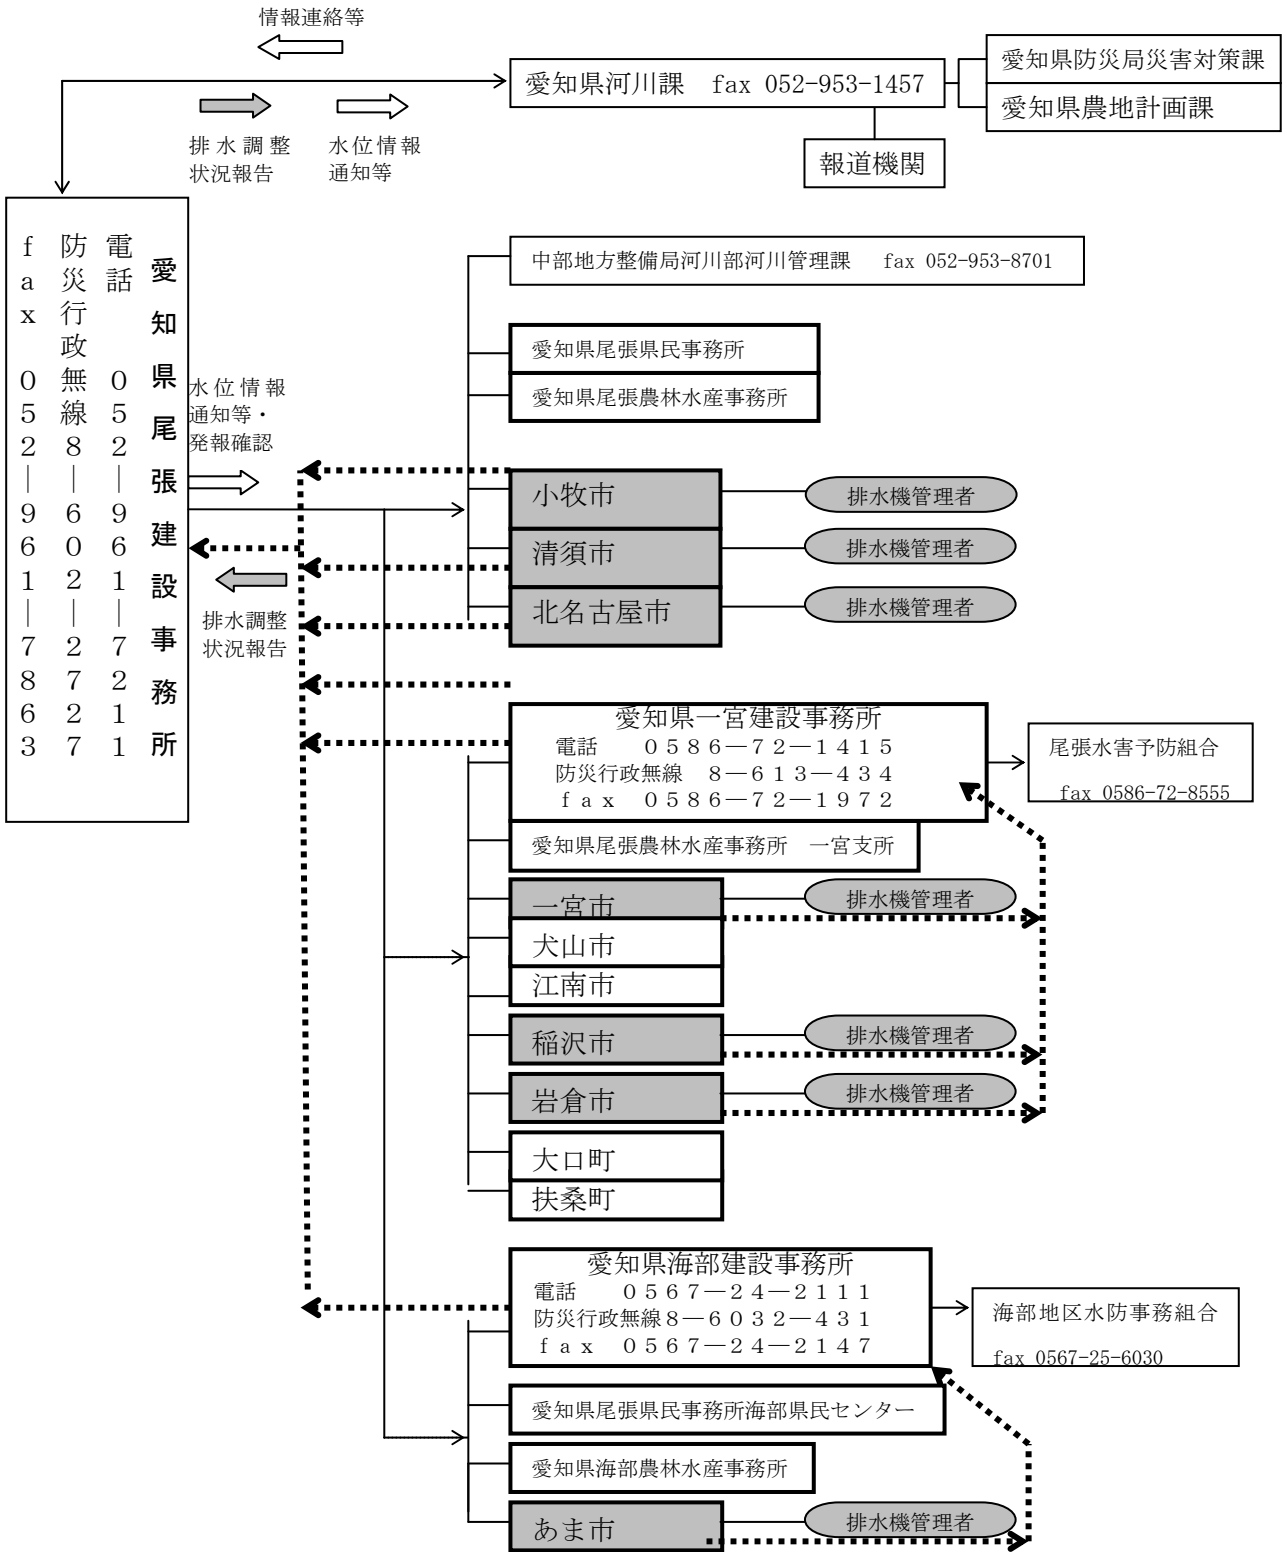 情報連絡等
愛知県河川課　fax 052-953-1457
愛知県防災局災害対策課
愛知県農地計画課
報道機関
排水調整
状況報告
水位情報
通知等
愛知県尾張建設事務所
電話　０５２―９６１―７２１１
防災行政無線８―６０２―２７２７
ｆａｘ　０５２―９６１―７８６３
水位情報
通知等・
発報確認
排水調整
状況報告
中部地方整備局河川部河川管理課　fax 052-953-8701
愛知県尾張県民事務所
愛知県尾張農林水産事務所
小牧市
排水機管理者
清須市
排水機管理者
北名古屋市
排水機管理者
愛知県一宮建設事務所
電話　０５８６―７２―１４１５
防災行政無線　８―６１３―４３４
ｆａｘ　０５８６―７２―１９７２
尾張水害予防組合
fax 0586-72-8555
愛知県尾張農林水産事務所　一宮支所
一宮市
排水機管理者
犬山市
江南市
稲沢市
排水機管理者
岩倉市
排水機管理者
大口町
扶桑町
愛知県海部建設事務所
電話　０５６７―２４―２１１１
防災行政無線８―６０３２―４３１
ｆａｘ　０５６７―２４―２１４７
海部地区水防事務組合
fax 0567-25-6030
愛知県尾張県民事務所海部県民センター
愛知県海部農林水産事務所
あま市
排水機管理者